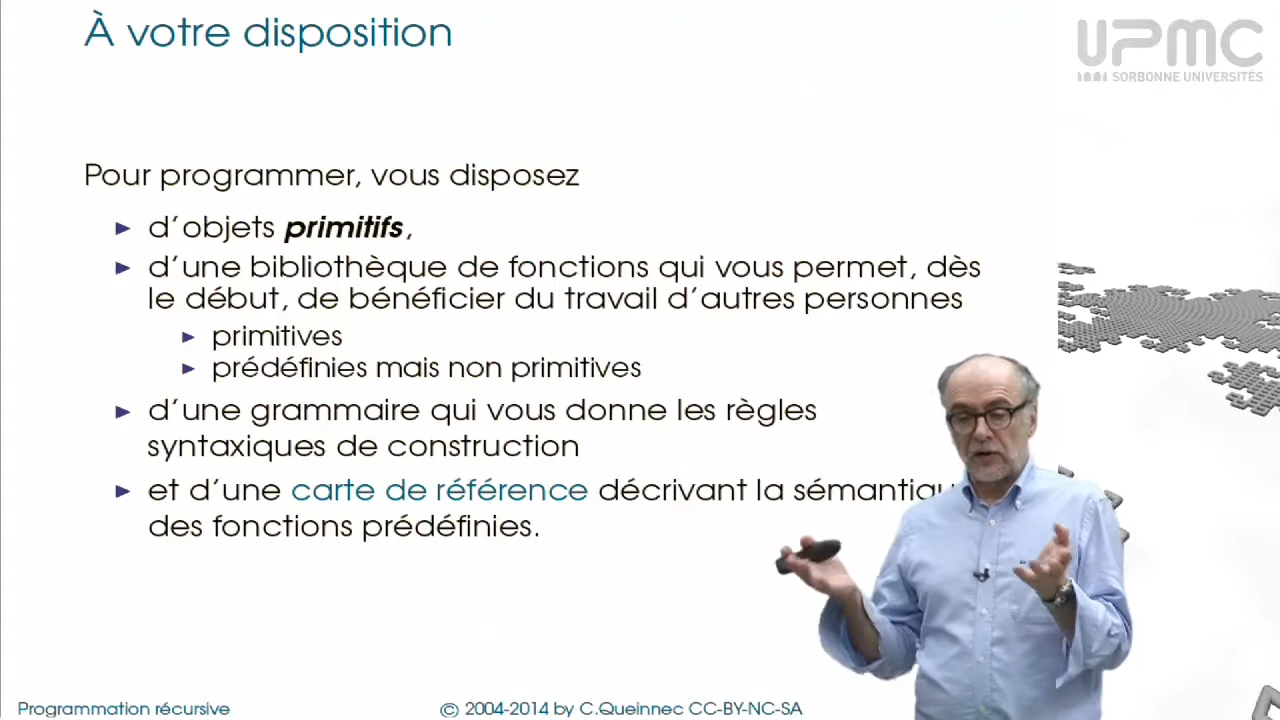 À votre disposition
UPMC
SORBONNE UNIVERSITÉS
Pour programmer, vous disposez
► d'objets primitifs,
► d'une bibliothèque de fonctions qui vous permet, dès
le début, de bénéficier du travail d'autres personnes
► primitives
► prédéfinies mais non primitives
► d'une grammaire qui vous donne les règles
syntaxiques de construction
► et d'une carte de référence décrivant la
des fonctions prédéfinies.
Programmation récursive
© 2004-2014 by C.Queinnec CC-BY-NC-SA